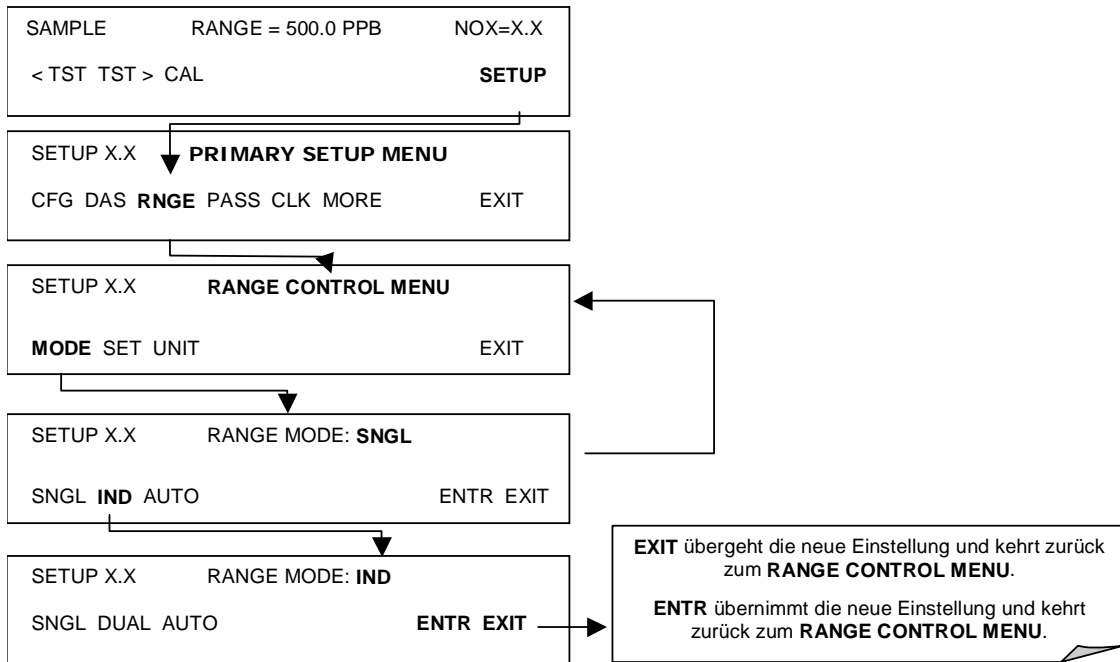 SAMPLE RANGE = 500.0 PPB NOX=X.X
< TST TST > CAL SETUP
SETUP X.X PRIMARY SETUP MENU
CFG DAS RNGE PASS CLK MORE EXIT
SETUP X.X RANGE CONTROL MENU
MODE SET UNIT EXIT
SETUP X.X RANGE MODE: SNGL
SNGL IND AUTO ENTR EXIT
SETUP X.X RANGE MODE: IND
SNGL DUAL AUTO ENTR EXIT
EXIT übergeht die neue Einstellung und kehrt zurück
zum RANGE CONTROL MENU.
ENTR übernimmt die neue Einstellung und kehrt
zurück zum RANGE CONTROL MENU.